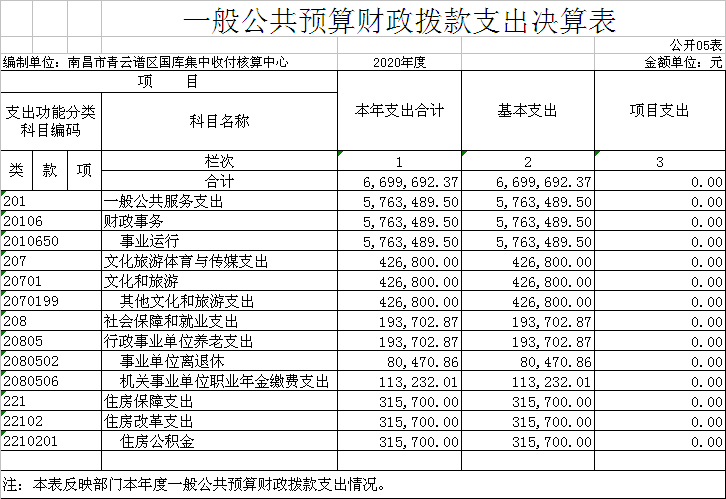 一般公共预算财政拨款支出决算表
公开05表
编制单位：南昌市青云谱区国库集中收付核算中心 2020年度 金额单位：元
项 目 本年支出合计 基本支出 项目支出
支出功能分类科目编码 科目名称
类 款 项 栏次 1 2 3
合计 6,699,692.37 6,699,692.37 0.00
201 一般公共服务支出 5,763,489.50 5,763,489.50 0.00
20106 财政事务 5,763,489.50 5,763,489.50 0.00
2010650 事业运行 5,763,489.50 5,763,489.50 0.00
207 文化旅游体育与传媒支出 426,800.00 426,800.00 0.00
20701 文化和旅游 426,800.00 426,800.00 0.00
2070199 其他文化和旅游支出 426,800.00 426,800.00 0.00
208 社会保障和就业支出 193,702.87 193,702.87 0.00
20805 行政事业单位养老支出 193,702.87 193,702.87 0.00
2080502 事业单位离退休 80,470.86 80,470.86 0.00
2080506 机关事业单位职业年金缴费支出 113,232.01 113,232.01 0.00
221 住房保障支出 315,700.00 315,700.00 0.00
22102 住房改革支出 315,700.00 315,700.00 0.00
2210201 住房公积金 315,700.00 315,700.00 0.00
注：本表反映部门本年度一般公共预算财政拨款支出情况。